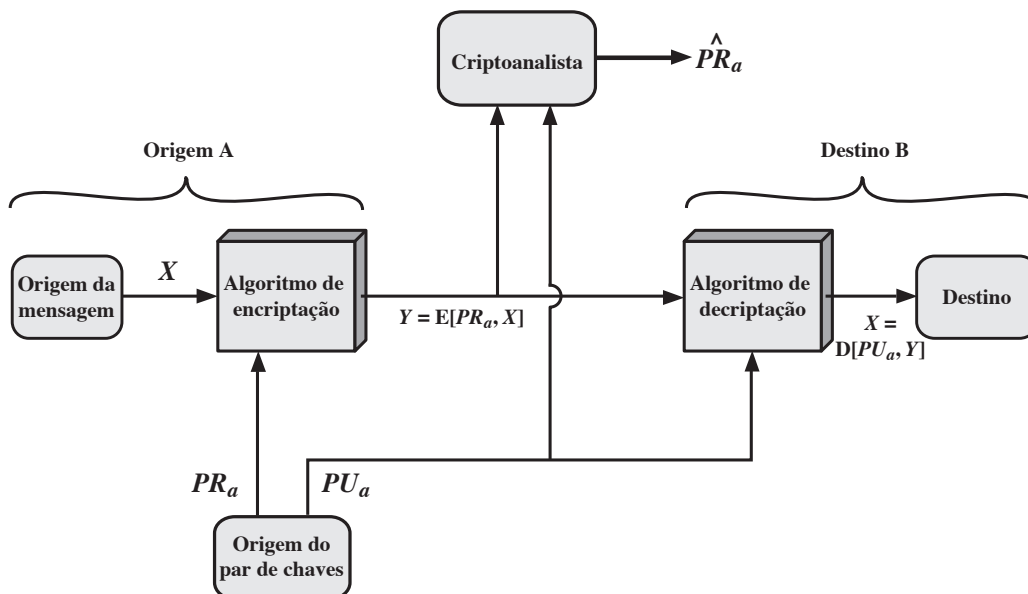 Criptoanalista
P̂R_a
Origem A
Destino B
Origem da
mensagem
X
Algoritmo de
encriptação
Y = E[PR_a, X]
Algoritmo de
decriptação
X =
D[PU_a, Y]
Destino
PR_a
PU_a
Origem do
par de chaves